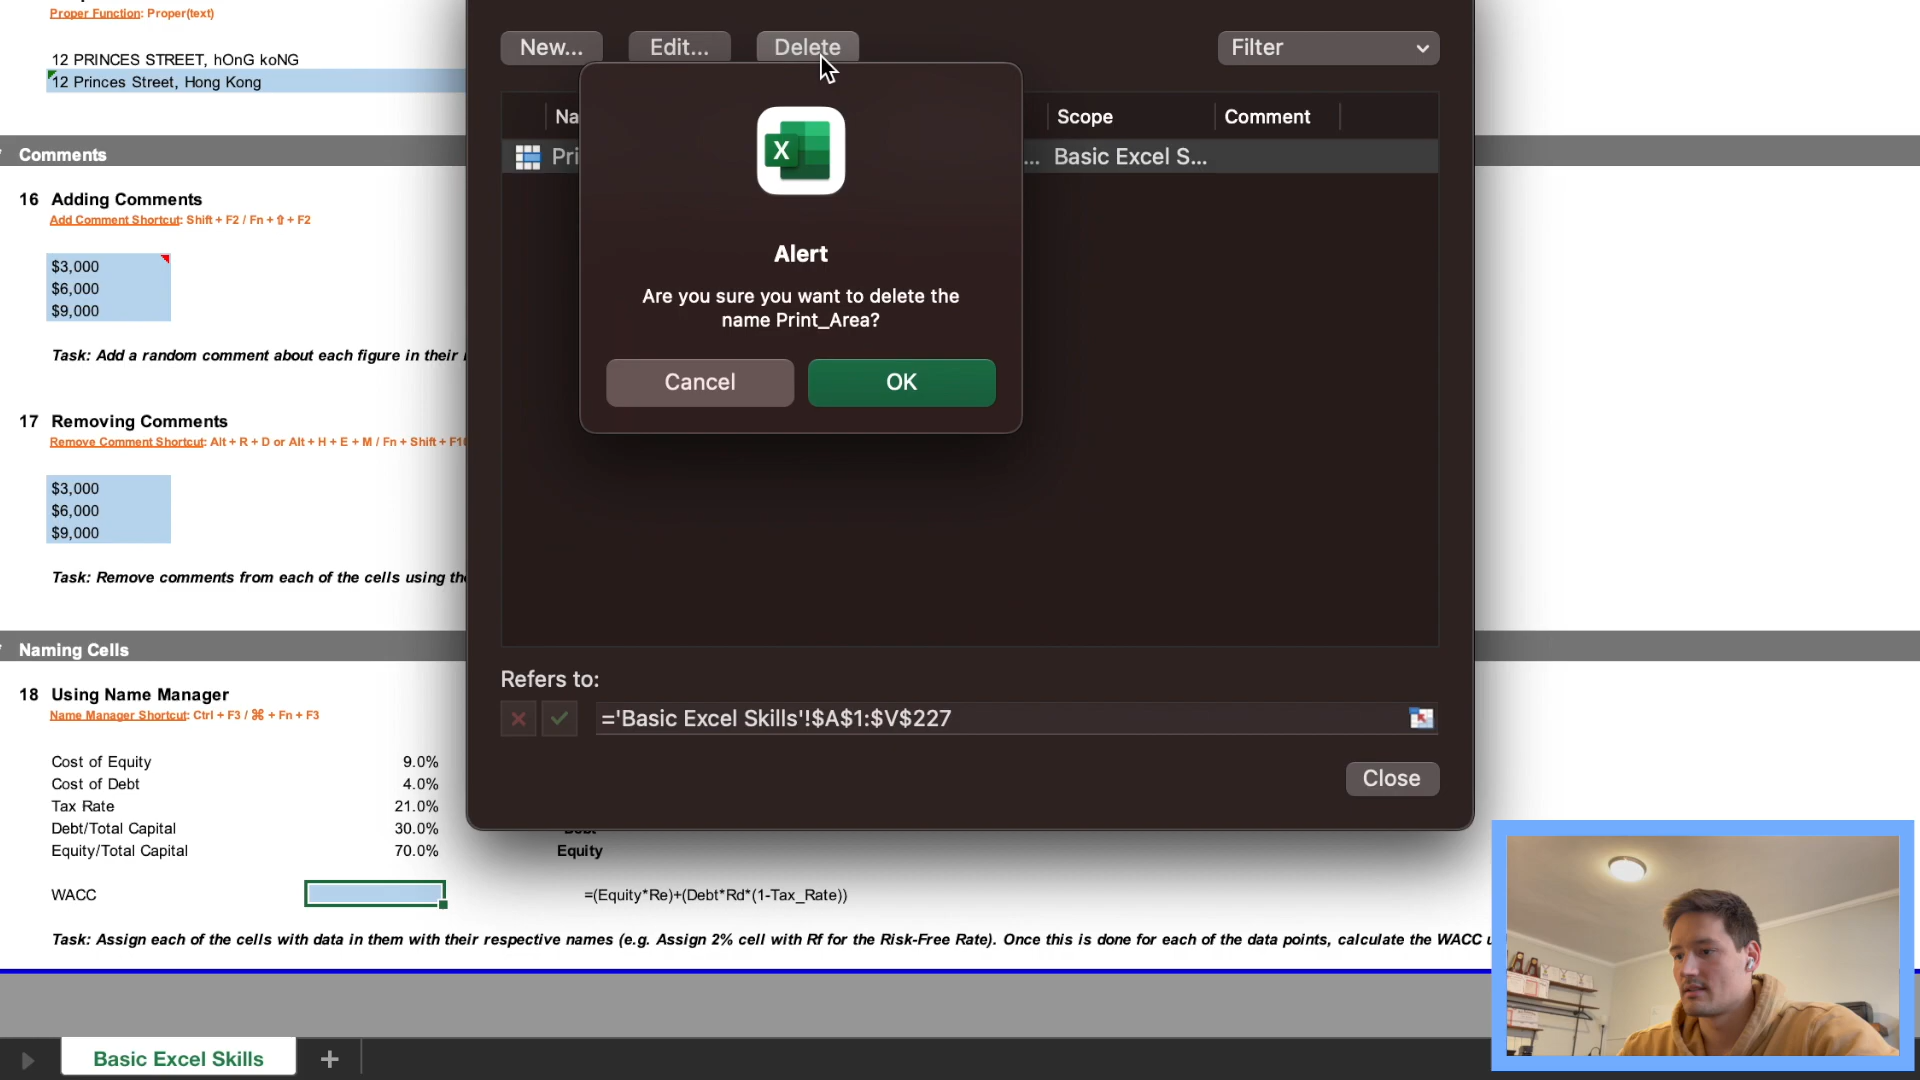 Proper Function: Proper(text)
12 PRINCES STREET, hOnG koNG
12 Princes Street, Hong Kong
Comments
16 Adding Comments
Add Comment Shortcut: Shift + F2 / Fn + ⇧ + F2
$3,000
$6,000
$9,000
Task: Add a random comment about each figure in their
17 Removing Comments
Remove Comment Shortcut: Alt + R + D or Alt + H + E + M / Fn + Shift + F10
$3,000
$6,000
$9,000
Task: Remove comments from each of the cells using the
Naming Cells
18 Using Name Manager
Name Manager Shortcut: Ctrl + F3 / ⌘ + Fn + F3
Cost of Equity 9.0%
Cost of Debt 4.0%
Tax Rate 21.0%
Debt/Total Capital 30.0%
Equity/Total Capital 70.0%
Equity
WACC
=(Equity*Re)+(Debt*Rd*(1-Tax_Rate))
Task: Assign each of the cells with data in them with their respective names (e.g. Assign 2% cell with Rf for the Risk-Free Rate). Once this is done for each of the data points, calculate the WACC
Basic Excel Skills
New... Edit... Delete Filter
Na Scope Comment
Pri ... Basic Excel S...
X
Alert
Are you sure you want to delete the
name Print_Area?
Cancel OK
Refers to:
='Basic Excel Skills'!$A$1:$V$227
Close